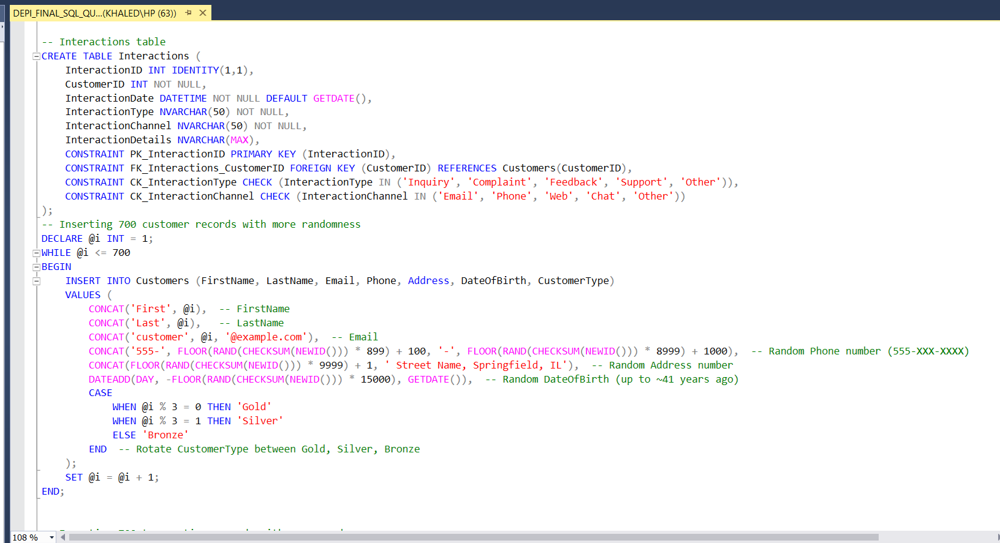 DEPI_FINAL_SQL_QU...(KHALED\HP (63))
-- Interactions table
CREATE TABLE Interactions (
InteractionID INT IDENTITY(1,1),
CustomerID INT NOT NULL,
InteractionDate DATETIME NOT NULL DEFAULT GETDATE(),
InteractionType NVARCHAR(50) NOT NULL,
InteractionChannel NVARCHAR(50) NOT NULL,
InteractionDetails NVARCHAR(MAX),
CONSTRAINT PK_InteractionID PRIMARY KEY (InteractionID),
CONSTRAINT FK_Interactions_CustomerID FOREIGN KEY (CustomerID) REFERENCES Customers(CustomerID),
CONSTRAINT CK_InteractionType CHECK (InteractionType IN ('Inquiry', 'Complaint', 'Feedback', 'Support', 'Other')),
CONSTRAINT CK_InteractionChannel CHECK (InteractionChannel IN ('Email', 'Phone', 'Web', 'Chat', 'Other'))
);
-- Inserting 700 customer records with more randomness
DECLARE @i INT = 1;
WHILE @i <= 700
BEGIN
INSERT INTO Customers (FirstName, LastName, Email, Phone, Address, DateOfBirth, CustomerType)
VALUES (
CONCAT('First', @i),  -- FirstName
CONCAT('Last', @i),   -- LastName
CONCAT('customer', @i, '@example.com'),  -- Email
CONCAT('555-', FLOOR(RAND(CHECKSUM(NEWID())) * 899) + 100, '-', FLOOR(RAND(CHECKSUM(NEWID())) * 8999) + 1000),  -- Random Phone number (555-XXX-XXXX)
CONCAT(FLOOR(RAND(CHECKSUM(NEWID())) * 9999) + 1, ' Street Name, Springfield, IL'),  -- Random Address number
DATEADD(DAY, -FLOOR(RAND(CHECKSUM(NEWID())) * 15000), GETDATE()),  -- Random DateOfBirth (up to ~41 years ago)
CASE
WHEN @i % 3 = 0 THEN 'Gold'
WHEN @i % 3 = 1 THEN 'Silver'
ELSE 'Bronze'
END  -- Rotate CustomerType between Gold, Silver, Bronze
);
SET @i = @i + 1;
END;
108 %